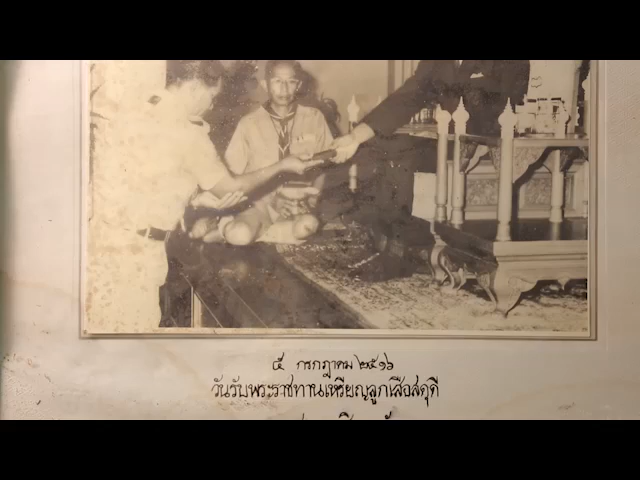 ๕ กรกฎาคม ๒๕๑๖
วันรับพระราชทานเหรียญลูกเสือสดุดี